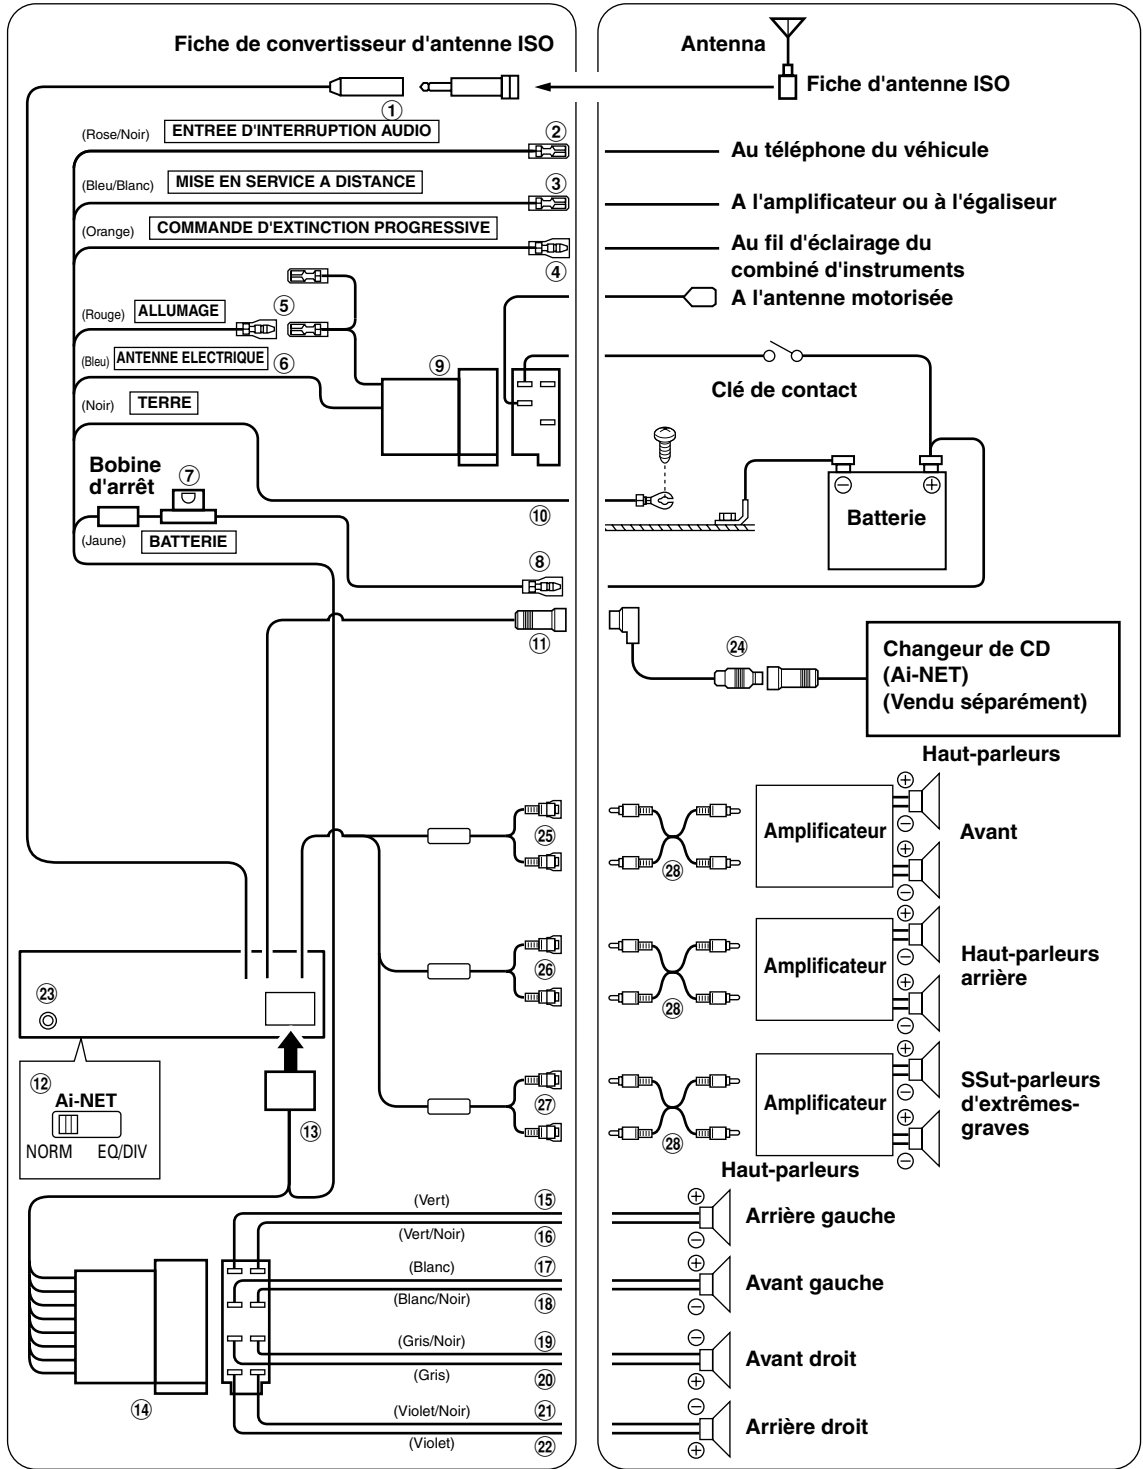 Fiche de convertisseur d'antenne ISO
Antenna
Fiche d'antenne ISO
①
(Rose/Noir) ENTREE D'INTERRUPTION AUDIO ②
Au téléphone du véhicule
(Bleu/Blanc) MISE EN SERVICE A DISTANCE ③
A l'amplificateur ou à l'égaliseur
(Orange) COMMANDE D'EXTINCTION PROGRESSIVE
④
Au fil d'éclairage du
combiné d'instruments
A l'antenne motorisée
(Rouge) ALLUMAGE ⑤
(Bleu) ANTENNE ELECTRIQUE ⑥
⑨
Clé de contact
(Noir) TERRE
Bobine
d'arrêt
⑦
⑩
⊖ ⊕
Batterie
(Jaune) BATTERIE
⑧
⑪
㉔
Changeur de CD
(Ai-NET)
(Vendu séparément)
Haut-parleurs
㉕
㉘
Amplificateur
⊕
⊖
⊕
⊖
Avant
㉖
㉘
Amplificateur
⊕
⊖
⊕
⊖
Haut-parleurs
arrière
㉓
⑫
Ai-NET
NORM EQ/DIV
⑬
㉗
㉘
Amplificateur
⊕
⊖
⊕
⊖
SSut-parleurs
d'extrêmes-
graves
Haut-parleurs
(Vert) ⑮
(Vert/Noir) ⑯
⊕
⊖
Arrière gauche
(Blanc) ⑰
(Blanc/Noir) ⑱
⊕
⊖
Avant gauche
(Gris/Noir) ⑲
(Gris) ⑳
⊖
⊕
Avant droit
⑭
(Violet/Noir) ㉑
(Violet) ㉒
⊖
⊕
Arrière droit